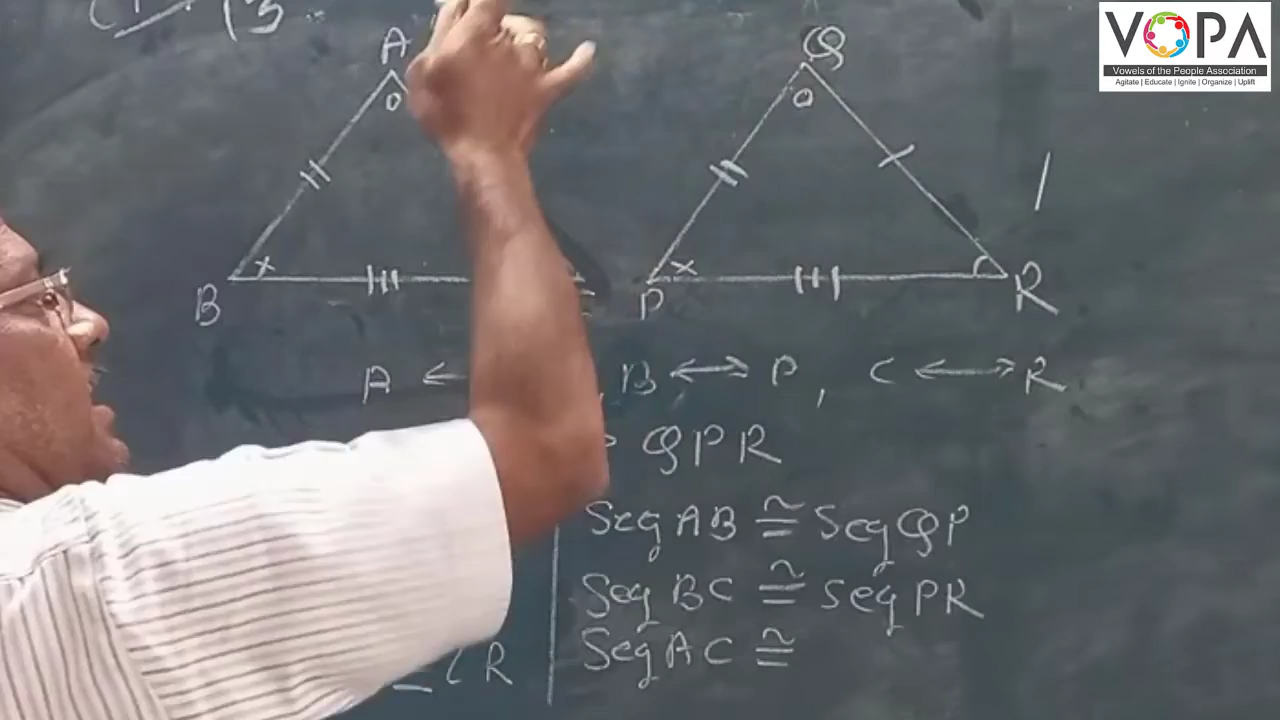 VOPA
Vowels of the People Association
Agitate | Educate | Ignite | Organize | Uplift
A
Q
B
P
R
A ← , B ↔ P , C ↔ R
QPR
Seg AB ≅ Seg QP
Seg BC ≅ Seg PR
Seg AC ≅
R